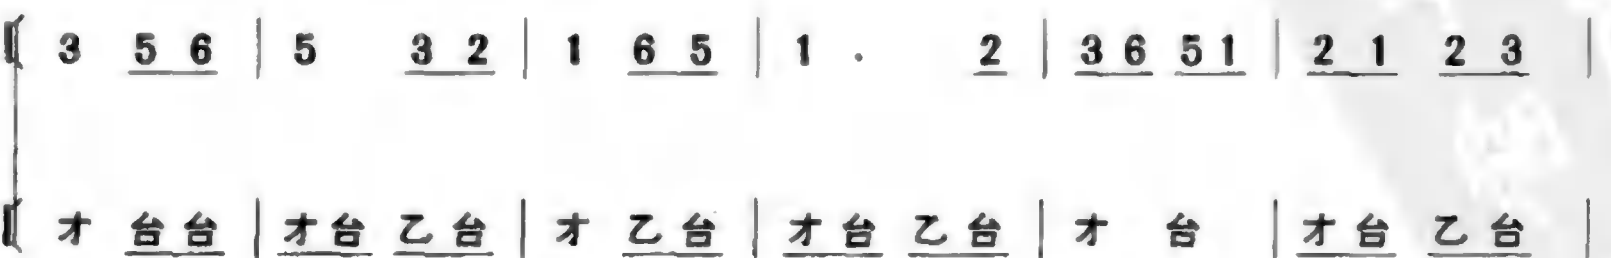 3 5 6 | 5 3 2 | 1 6 5 | 1 . 2 | 3 6 5 1 | 2 1 2 3 |
才 台台 | 才台 乙台 | 才 乙台 | 才台 乙台 | 才 台 | 才台 乙台 |